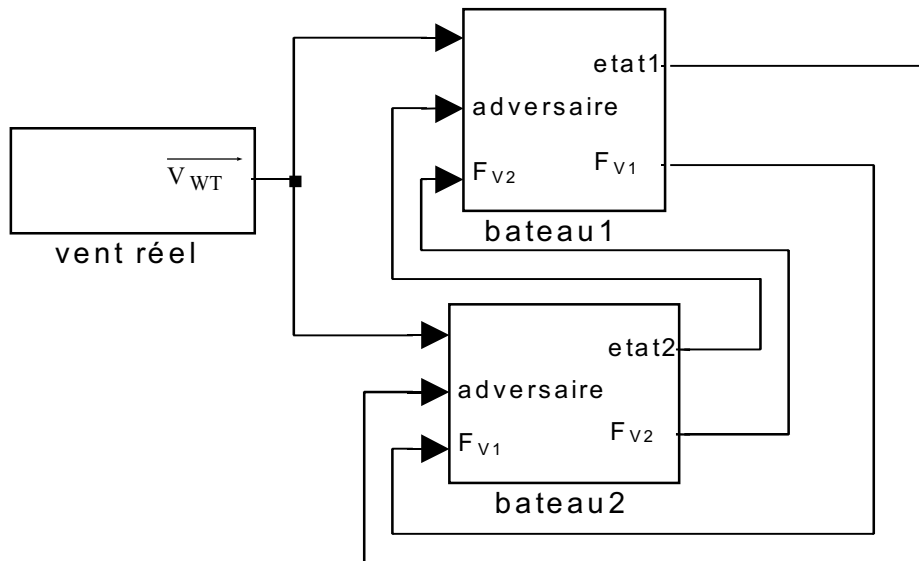 etat1
adversaire
F V2
F V1
bateau1
V WT
vent réel
etat2
adversaire
F V1
F V2
bateau2